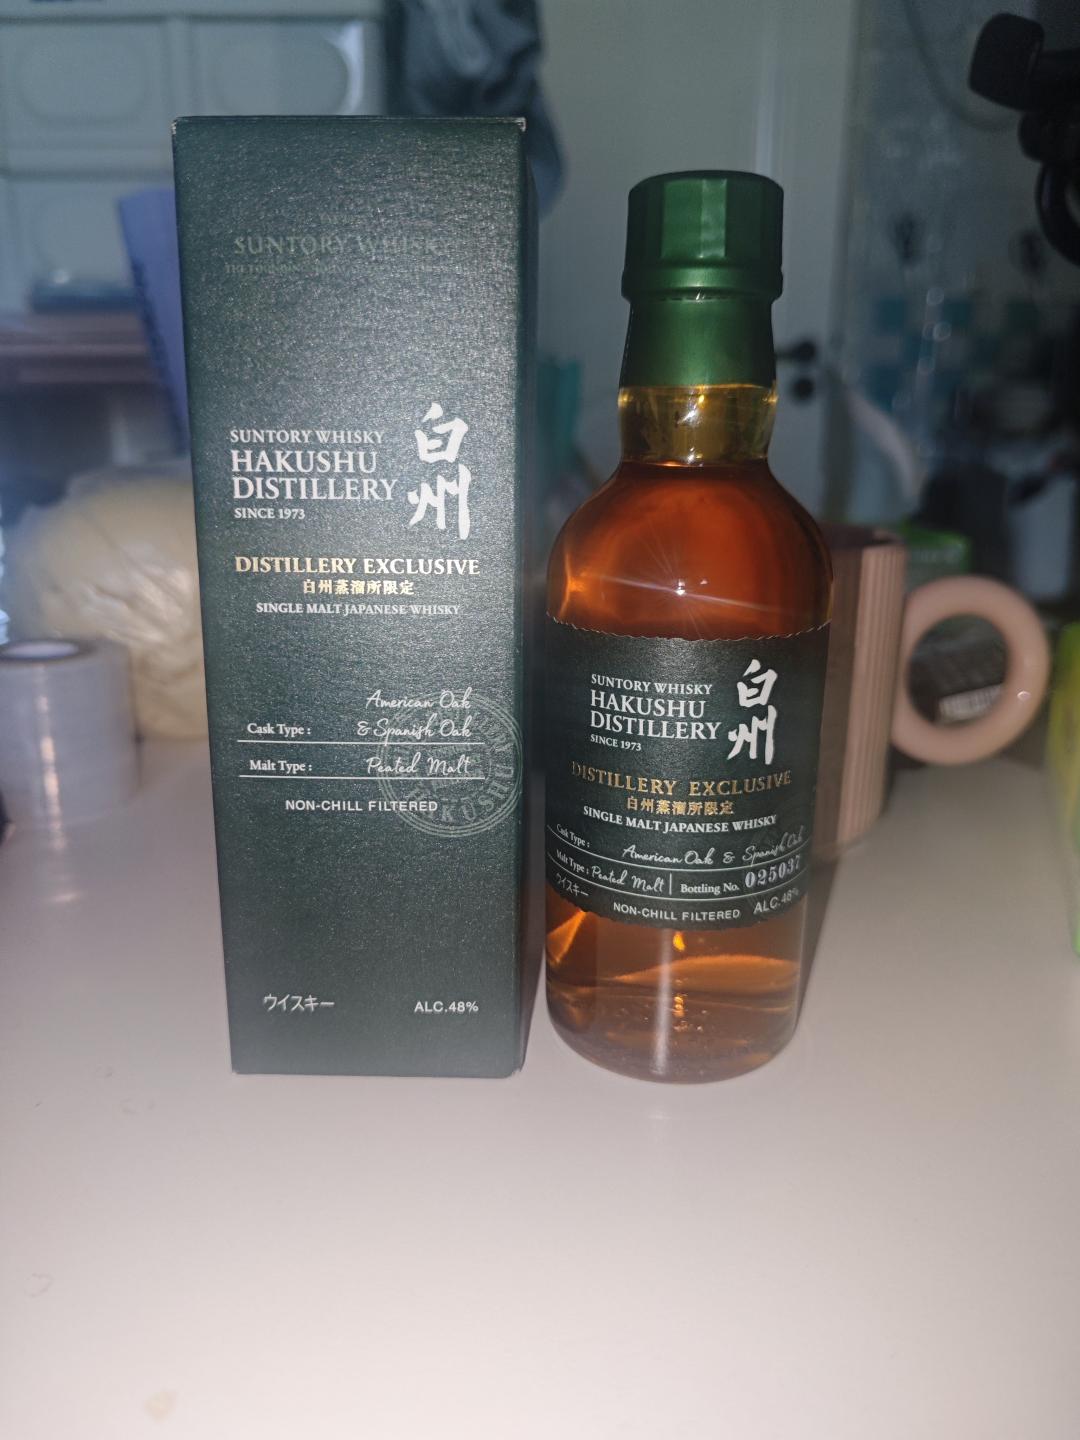 SUNTORY WHISKY
SUNTORY WHISKY
HAKUSHU
DISTILLERY
SINCE 1973
白州
DISTILLERY EXCLUSIVE
白州蒸溜所限定
SINGLE MALT JAPANESE WHISKY
Cask Type : American Oak
& Spanish Oak
Malt Type : Peated Malt
HAKUSHU
NON-CHILL FILTERED
ウイスキー ALC.48%
SUNTORY WHISKY
HAKUSHU
DISTILLERY
SINCE 1973
白州
DISTILLERY EXCLUSIVE
白州蒸溜所限定
SINGLE MALT JAPANESE WHISKY
Cask Type : American Oak & Spanish Oak
Malt Type : Peated Malt | Bottling No. 025037
ウイスキー
NON-CHILL FILTERED ALC.48%